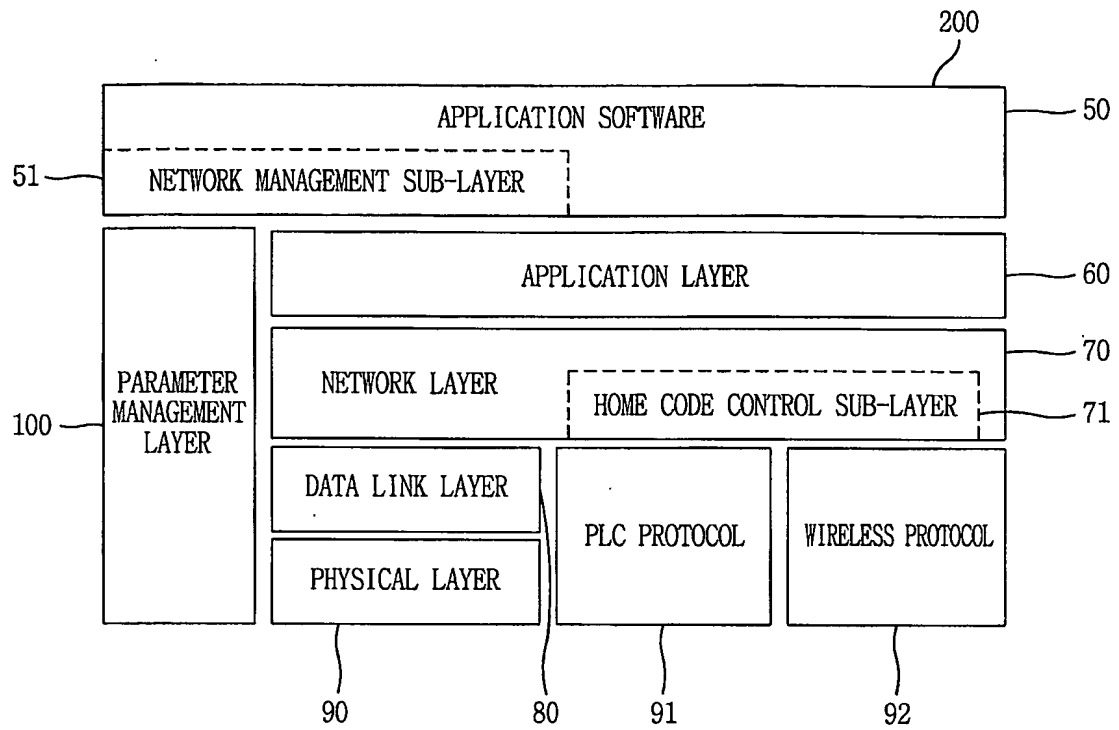 200
APPLICATION SOFTWARE
50
51
NETWORK MANAGEMENT SUB-LAYER
APPLICATION LAYER
60
70
NETWORK LAYER
HOME CODE CONTROL SUB-LAYER
71
PARAMETER
MANAGEMENT
LAYER
100
DATA LINK LAYER
PLC PROTOCOL
WIRELESS PROTOCOL
PHYSICAL LAYER
90
80
91
92